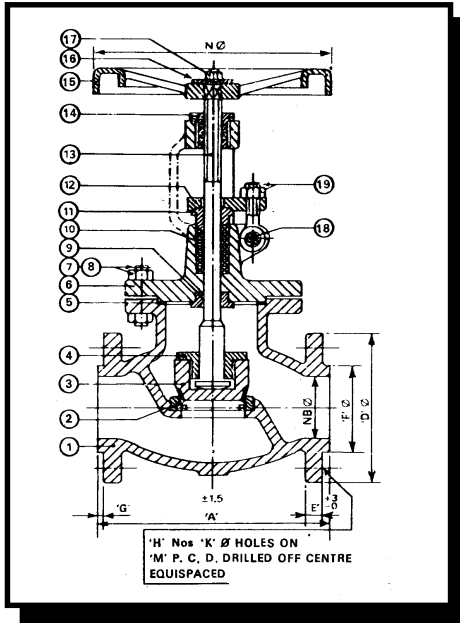 17
NØ
16
15
14
13
12
19
11
10
18
9
7 8
6
5
4
3
2
1
NB Ø
'F' Ø
'D' Ø
±1.5
+3
-0
'G'
'A'
E'
'H' Nos 'K' Ø HOLES ON
'M' P. C. D. DRILLED OFF CENTRE
EQUISPACED